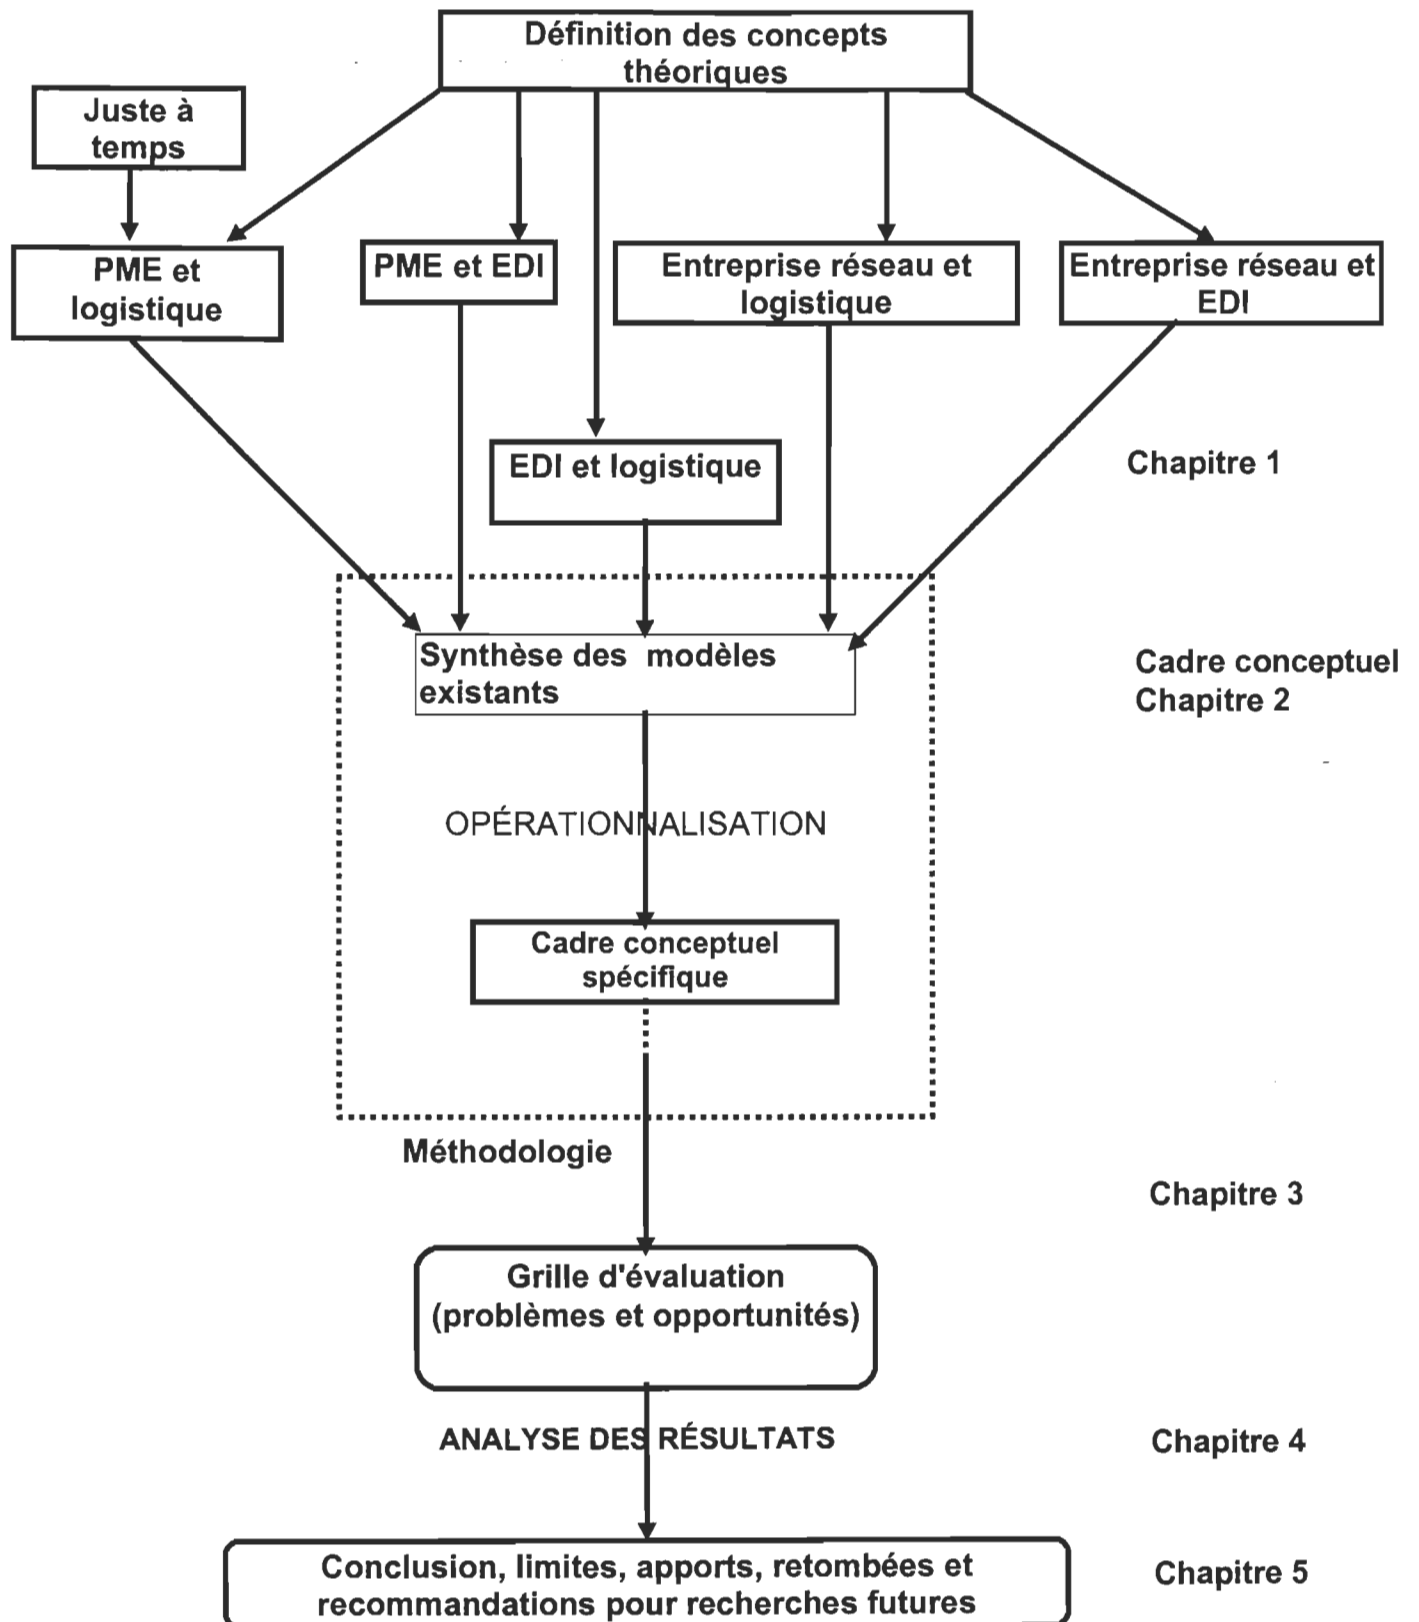 Définition des concepts
théoriques
Juste à
temps
PME et
logistique
PME et EDI
Entreprise réseau et
logistique
Entreprise réseau et
EDI
EDI et logistique
Chapitre 1
Synthèse des modèles
existants
Cadre conceptuel
Chapitre 2
OPÉRATIONNALISATION
Cadre conceptuel
spécifique
Méthodologie
Chapitre 3
Grille d'évaluation
(problèmes et opportunités)
ANALYSE DES RÉSULTATS
Chapitre 4
Conclusion, limites, apports, retombées et
recommandations pour recherches futures
Chapitre 5